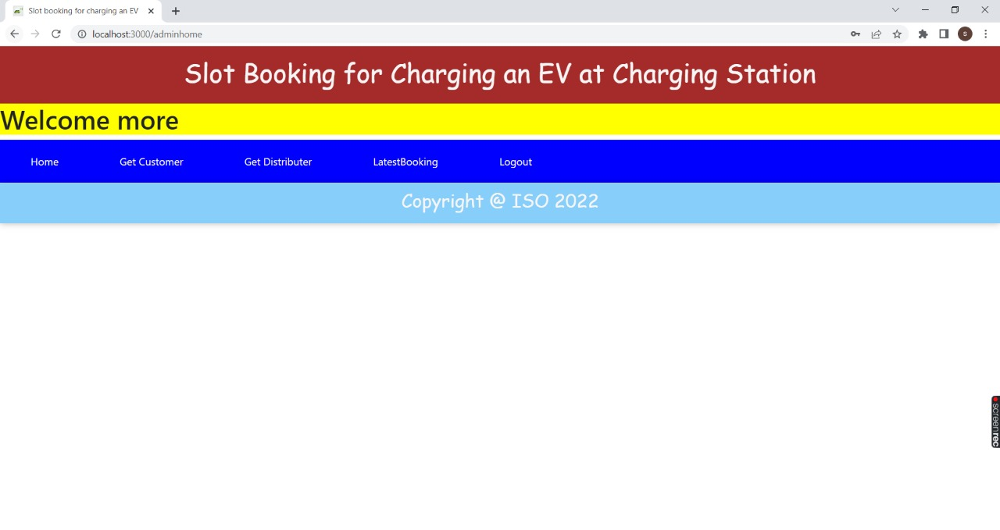 Slot booking for charging an EV
localhost:3000/adminhome
S
Slot Booking for Charging an EV at Charging Station
Welcome more
Home Get Customer Get Distributer LatestBooking Logout
Copyright @ ISO 2022
screenrec